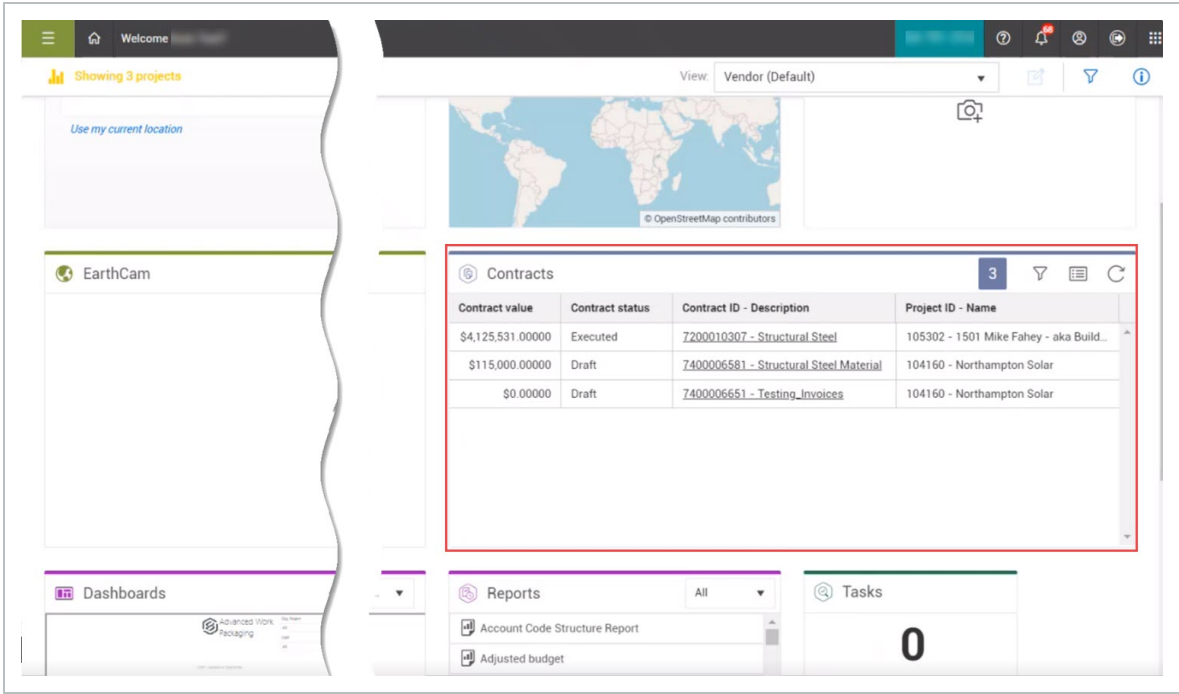 Welcome
66
Showing 3 projects
View: Vendor (Default)
Use my current location
© OpenStreetMap contributors
EarthCam
Contracts
3
Contract value Contract status Contract ID - Description Project ID - Name
$4,125,531.00000 Executed 7200010307 - Structural Steel 105302 - 1501 Mike Fahey - aka Build...
$115,000.00000 Draft 7400006581 - Structural Steel Material 104160 - Northampton Solar
$0.00000 Draft 7400006651 - Testing_Invoices 104160 - Northampton Solar
Dashboards
Reports All
Tasks
Advanced Work
Packaging
Account Code Structure Report
Adjusted budget
0